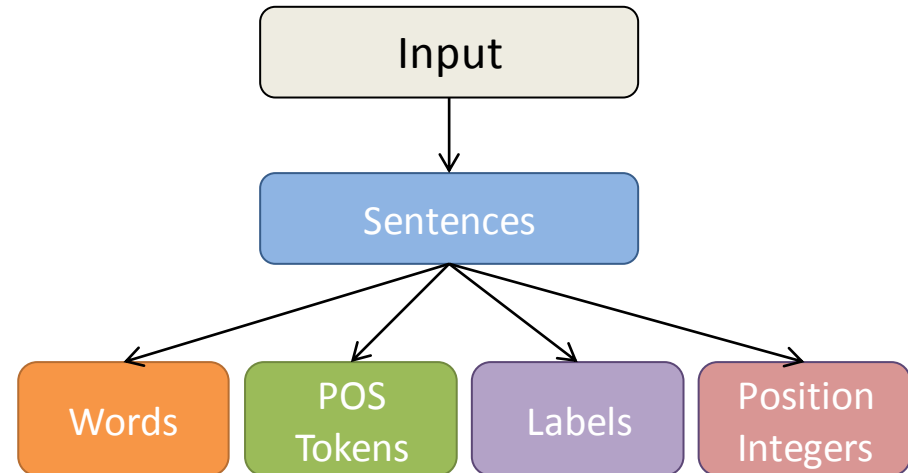 Input
Sentences
Words
POS
Tokens
Labels
Position
Integers